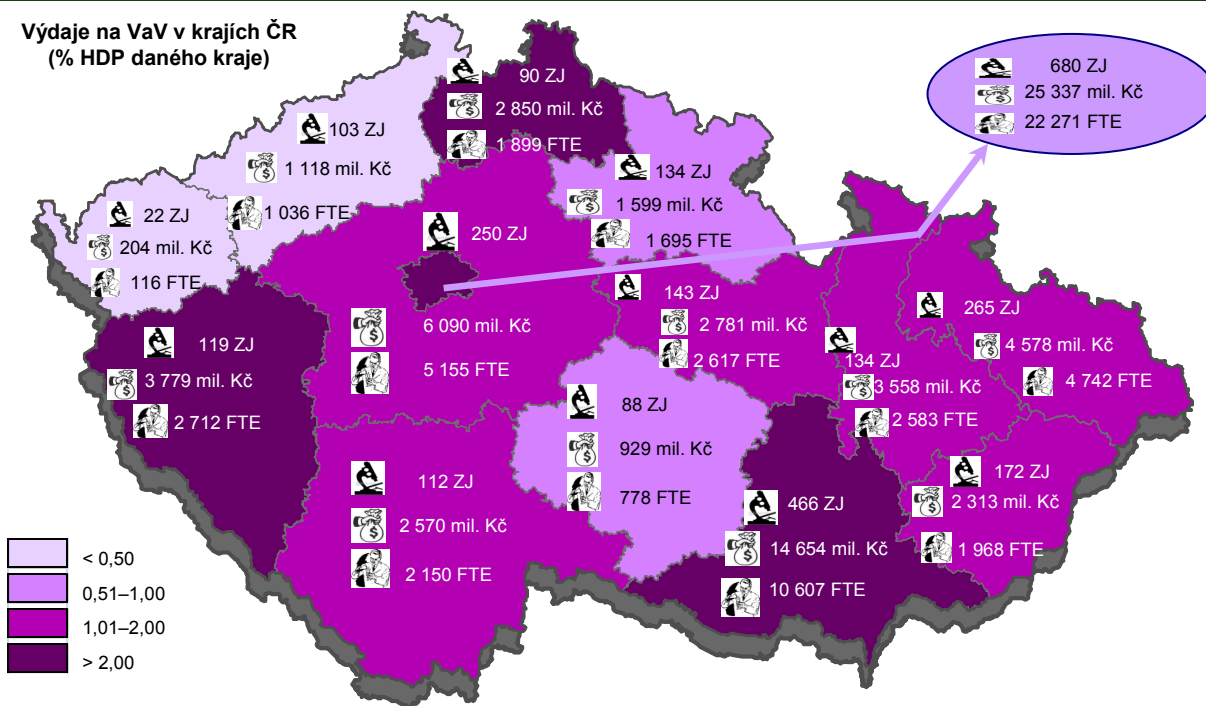 Výdaje na VaV v krajích ČR
(% HDP daného kraje)
680 ZJ
25 337 mil. Kč
22 271 FTE
90 ZJ
2 850 mil. Kč
1 899 FTE
103 ZJ
1 118 mil. Kč
1 036 FTE
134 ZJ
1 599 mil. Kč
1 695 FTE
22 ZJ
204 mil. Kč
116 FTE
250 ZJ
6 090 mil. Kč
5 155 FTE
143 ZJ
2 781 mil. Kč
2 617 FTE
265 ZJ
4 578 mil. Kč
4 742 FTE
119 ZJ
3 779 mil. Kč
2 712 FTE
134 ZJ
3 558 mil. Kč
2 583 FTE
88 ZJ
929 mil. Kč
778 FTE
112 ZJ
2 570 mil. Kč
2 150 FTE
466 ZJ
14 654 mil. Kč
10 607 FTE
172 ZJ
2 313 mil. Kč
1 968 FTE
< 0,50
0,51–1,00
1,01–2,00
> 2,00